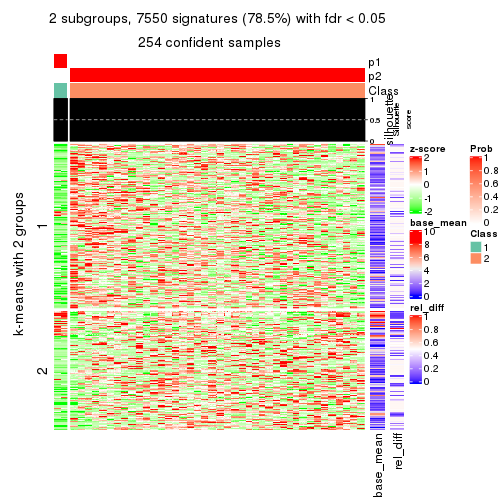 2 subgroups, 7550 signatures (78.5%) with fdr < 0.05
254 confident samples
p1
p2
Class
silhouette
1
0.5
0
Silhouette
score
k-means with 2 groups
1
2
base_mean
rel_diff
z-score
2
1
0
-1
-2
base_mean
10
8
6
4
2
0
rel_diff
1
0.8
0.6
0.4
0.2
0
Prob
1
0.8
0.6
0.4
0.2
0
Class
1
2